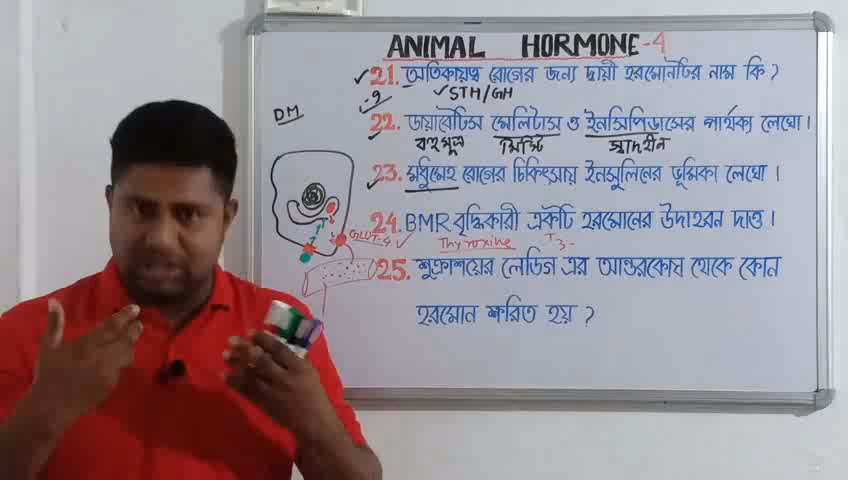 ANIMAL HORMONE-4
21. অতিকায়ত্ব রোগের জন্য দায়ী হরমোনটির নাম কি?
STH/GH
DM
22. ডায়াবেটিস মেলিটাস ও ইনসিপিডাসের পার্থক্য লেখো।
বহুমূত্র মিষ্টি স্বাদহীন
23. মধুমেহ রোগের চিকিৎসায় ইনসুলিনের ভূমিকা লেখো।
24. BMR বৃদ্ধিকারী একটি হরমোনের উদাহরন দাও।
GLUT-4 Thyroxine T3-
25. শুক্রাশয়ের লেডিগ এর আন্তরকোষ থেকে কোন
হরমোন ক্ষরিত হয়?